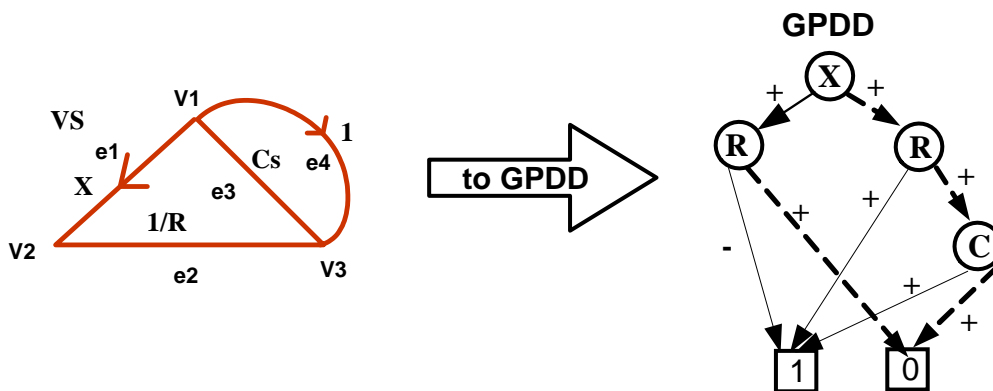 GPDD
X
+
+
V1
VS
1
R
R
e1
Cs
e4
X
e3
to GPDD
+
+
+
1/R
-
C
V2
V3
e2
+
+
1
0